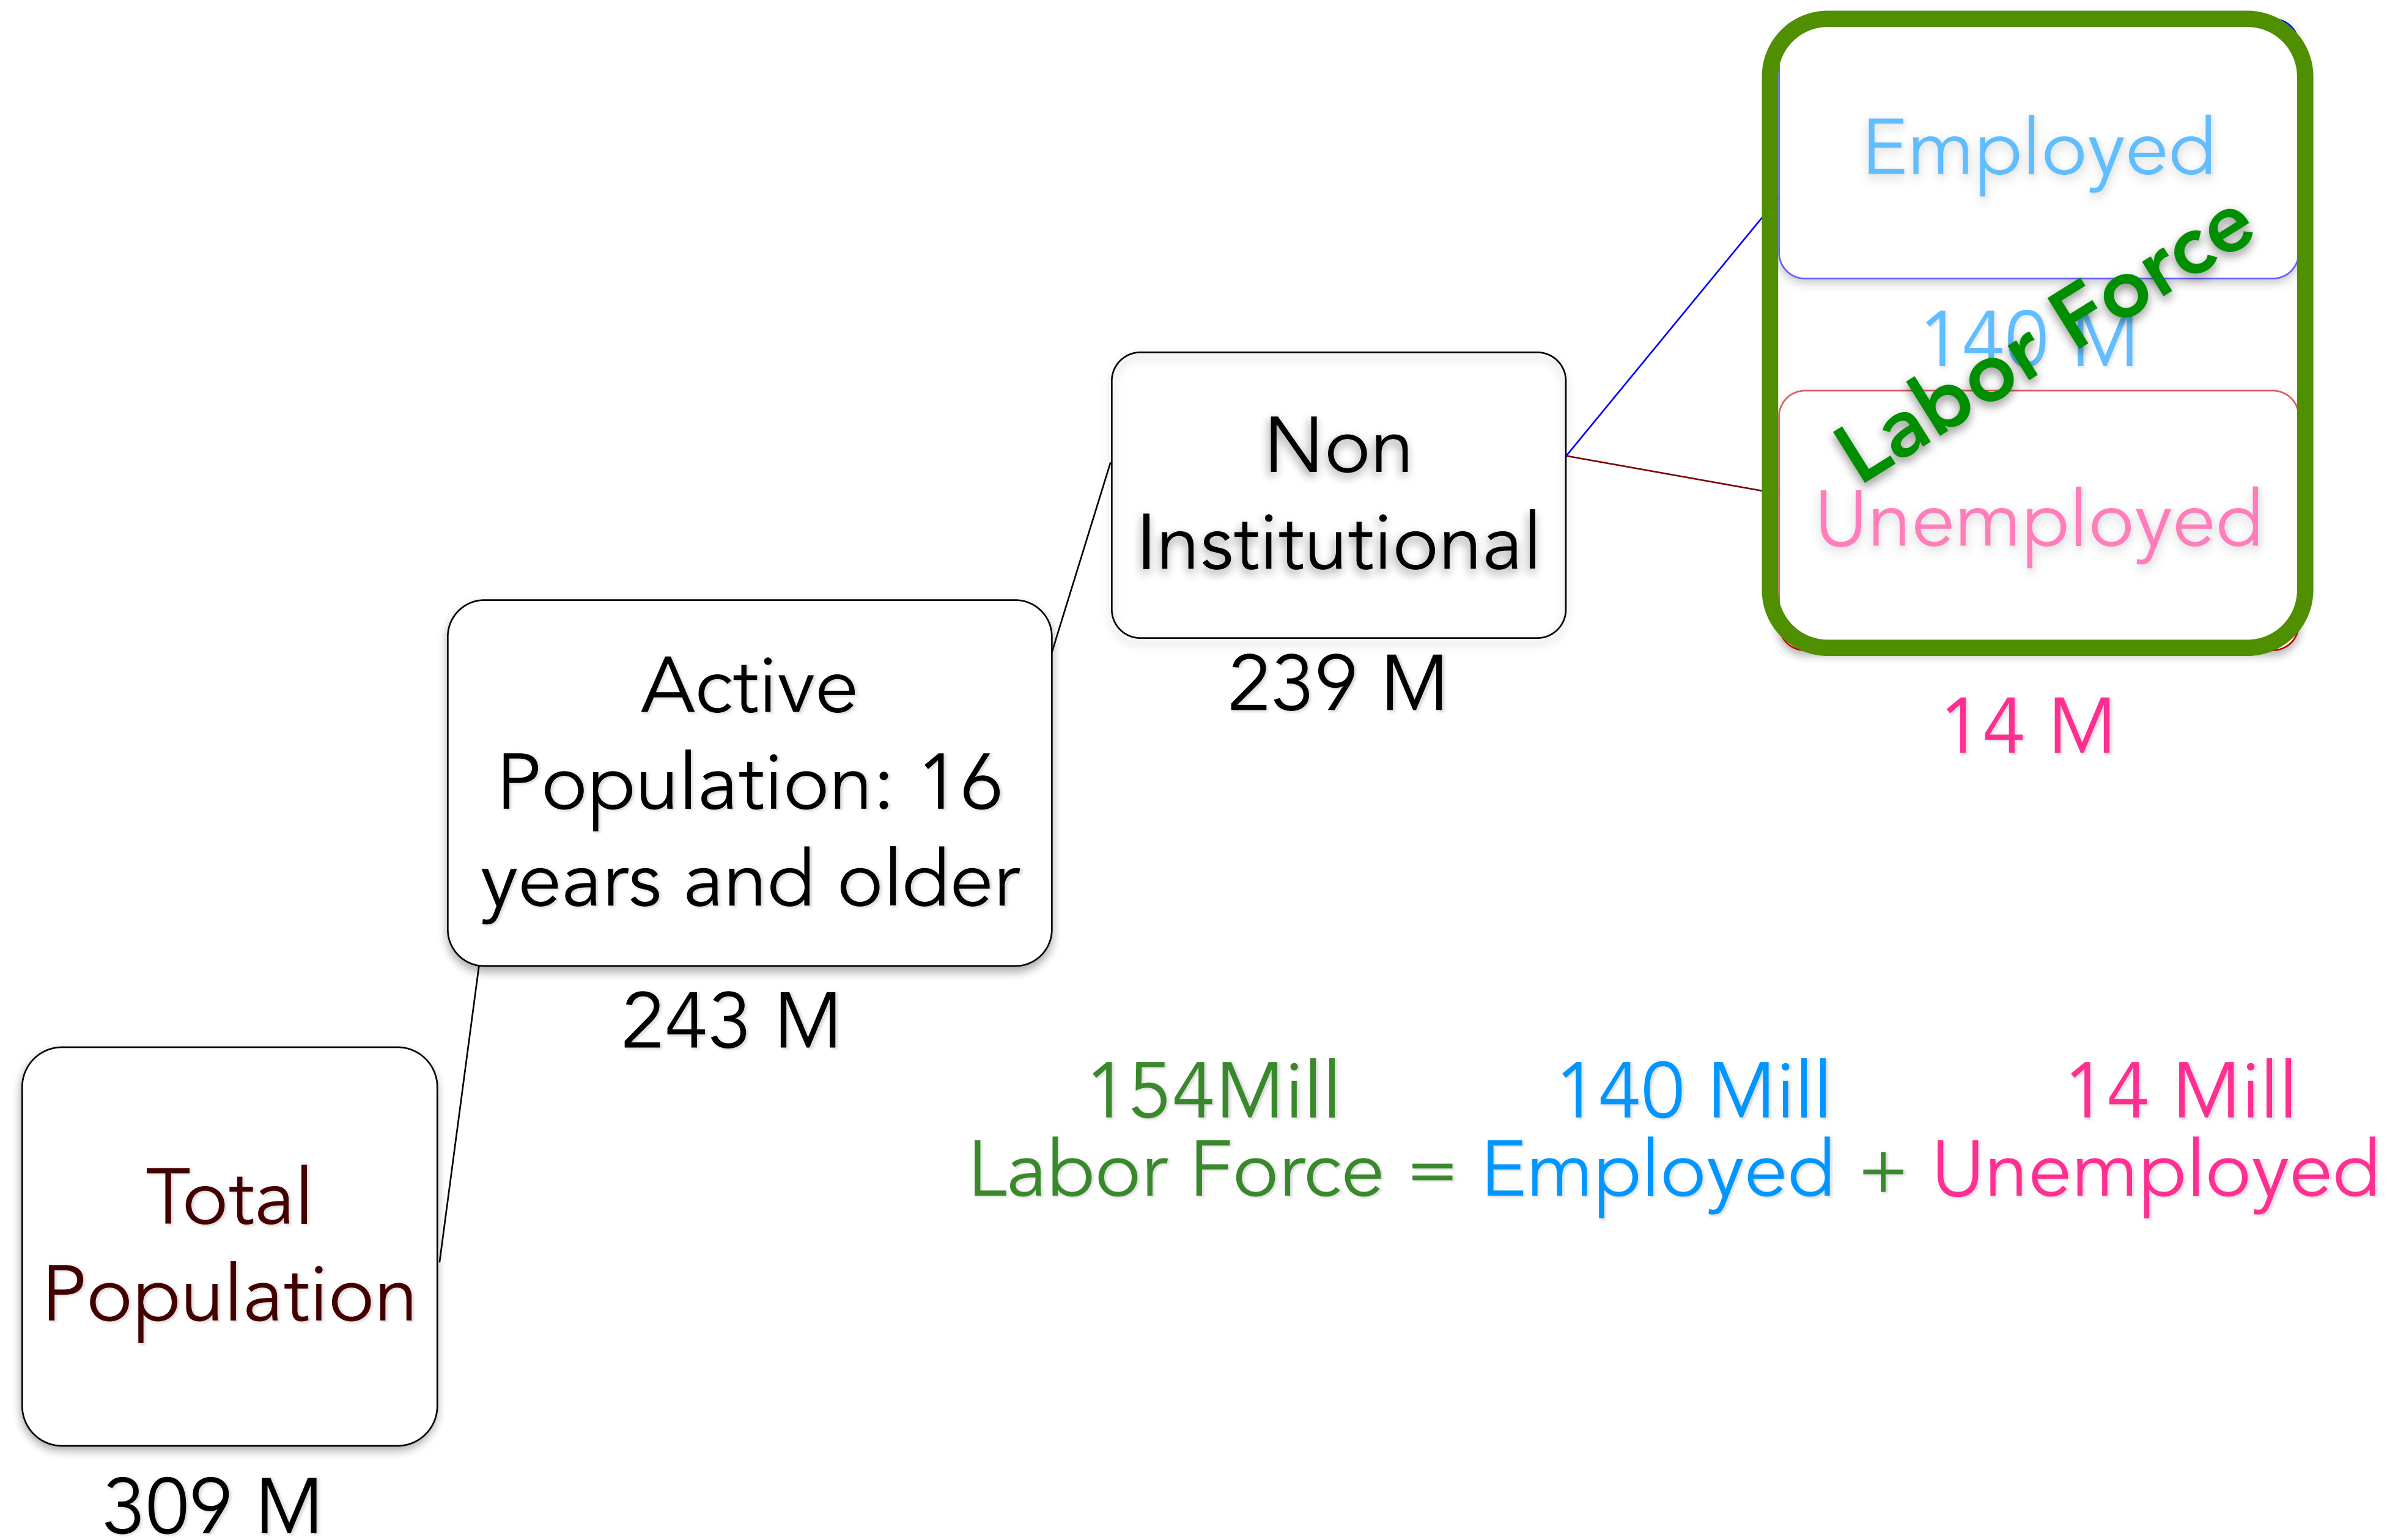 Employed
140 M
Labor Force
Unemployed
14 M
Non
Institutional
239 M
Active
Population: 16
years and older
243 M
Total
Population
309 M
154Mill 140 Mill 14 Mill
Labor Force = Employed + Unemployed